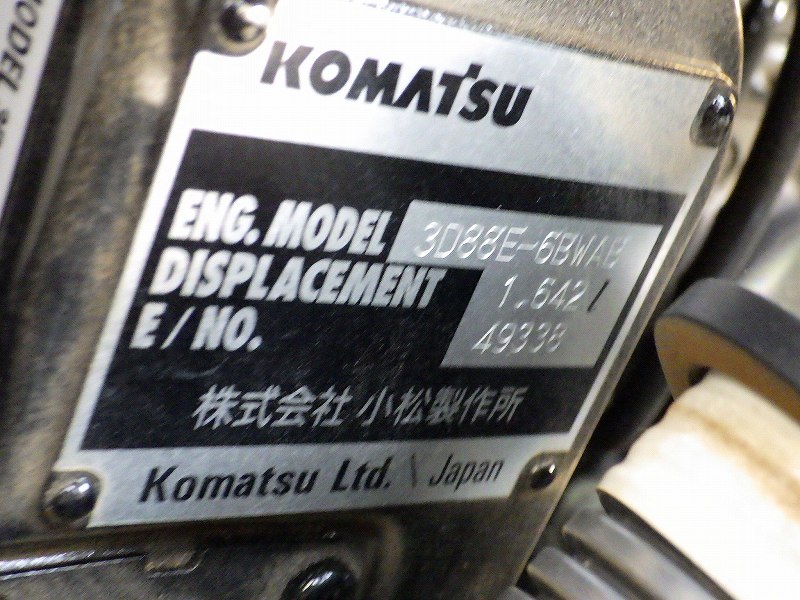 KOMATSU
ENG. MODEL 3D88E-6BWAB
DISPLACEMENT 1.642 l
E/NO. 49338
株式会社 小松製作所
Komatsu Ltd. \ Japan
MODEL